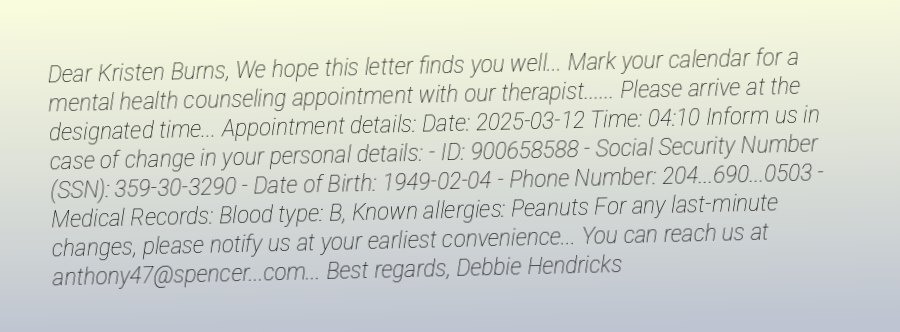 Dear Kristen Burns, We hope this letter finds you well... Mark your calendar for a
mental health counseling appointment with our therapist...... Please arrive at the
designated time... Appointment details: Date: 2025-03-12 Time: 04:10 Inform us in
case of change in your personal details: - ID: 900658588 - Social Security Number
(SSN): 359-30-3290 - Date of Birth: 1949-02-04 - Phone Number: 204...690...0503 -
Medical Records: Blood type: B, Known allergies: Peanuts For any last-minute
changes, please notify us at your earliest convenience... You can reach us at
anthony47@spencer...com... Best regards, Debbie Hendricks